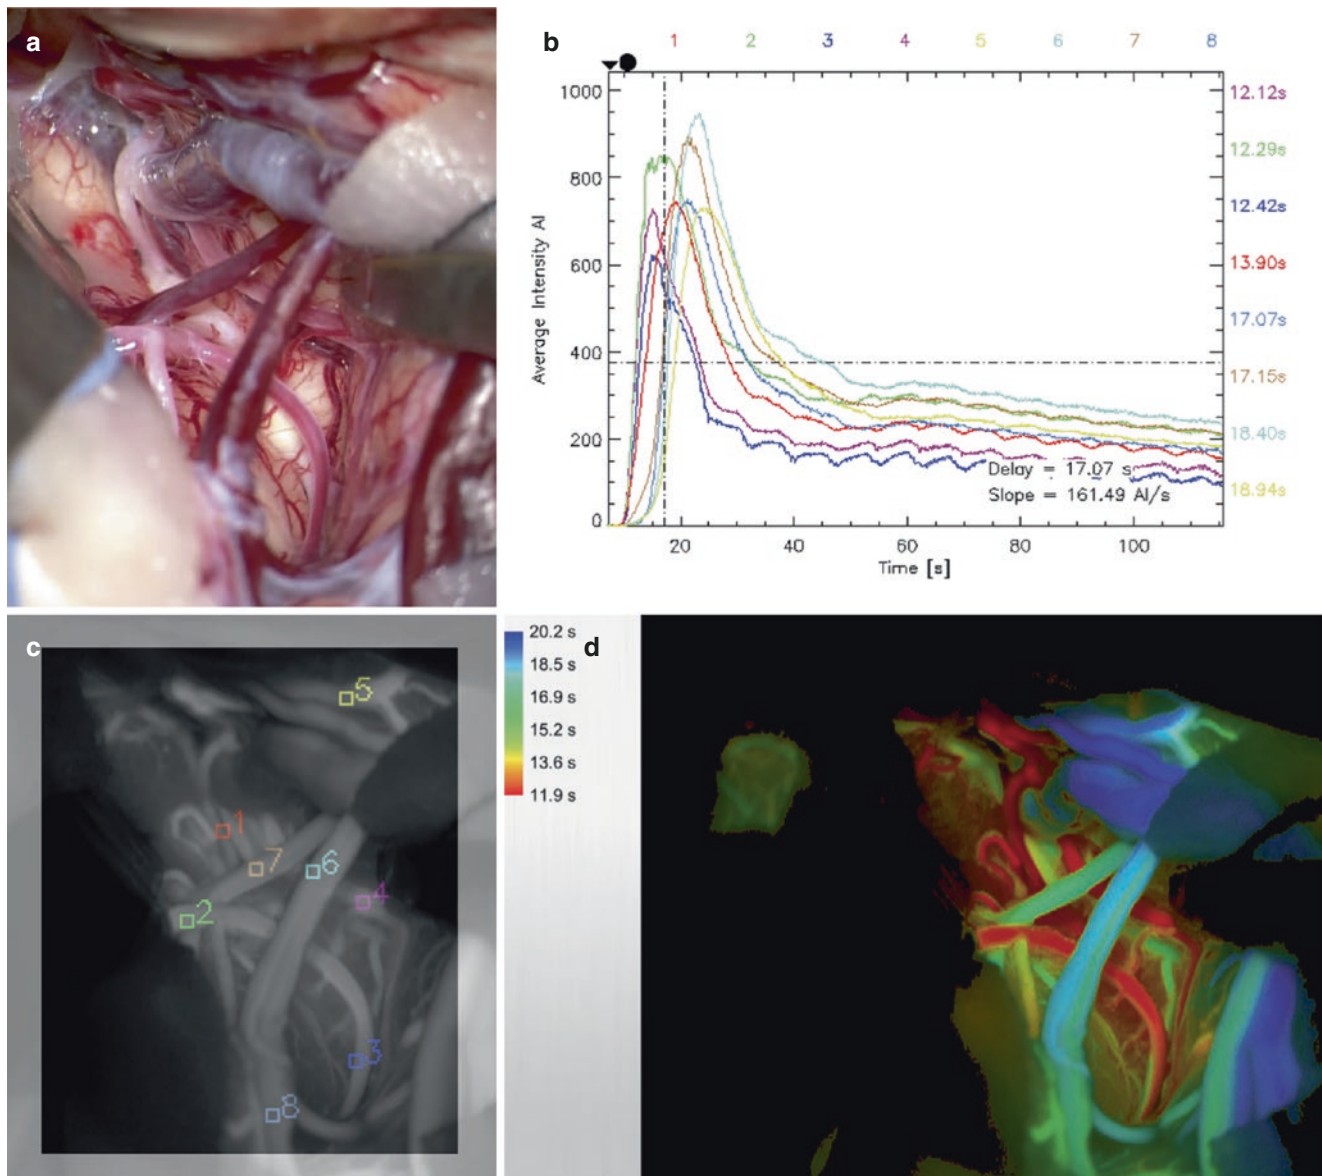 a
b
1 2 3 4 5 6 7 8
1000
800
600
400
200
0
Average Intensity AI
20 40 60 80 100
Time [s]
Delay = 17.07 s
Slope = 161.49 AI/s
12.12s
12.29s
12.42s
13.90s
17.07s
17.15s
18.40s
18.94s
c
5
1
7
6
4
2
3
8
d
20.2 s
18.5 s
16.9 s
15.2 s
13.6 s
11.9 s